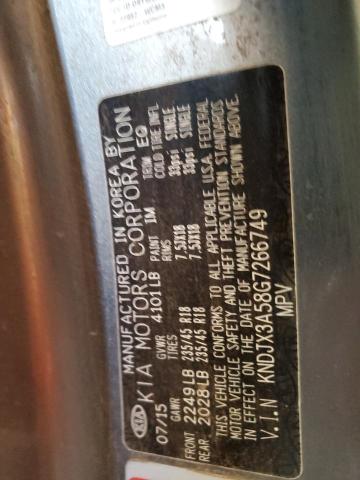 MANUFACTURED IN KOREA BY
KIA KIA MOTORS CORPORATION
07/15 GVWR 4101LB PAINT IM TRIM EQ
GAWR TIRES RIMS COLD TIRE INFL
FRONT 2249LB 235/45 R18 7.5JX18 33psi SINGLE
REAR 2028LB 235/45 R18 7.5JX18 33psi SINGLE
THIS VEHICLE CONFORMS TO ALL APPLICABLE U.S.A. FEDERAL
MOTOR VEHICLE SAFETY AND THEFT PREVENTION STANDARDS
IN EFFECT ON THE DATE OF MANUFACTURE SHOWN ABOVE.
V.I.N KNDJX3A58G7266749
MPV